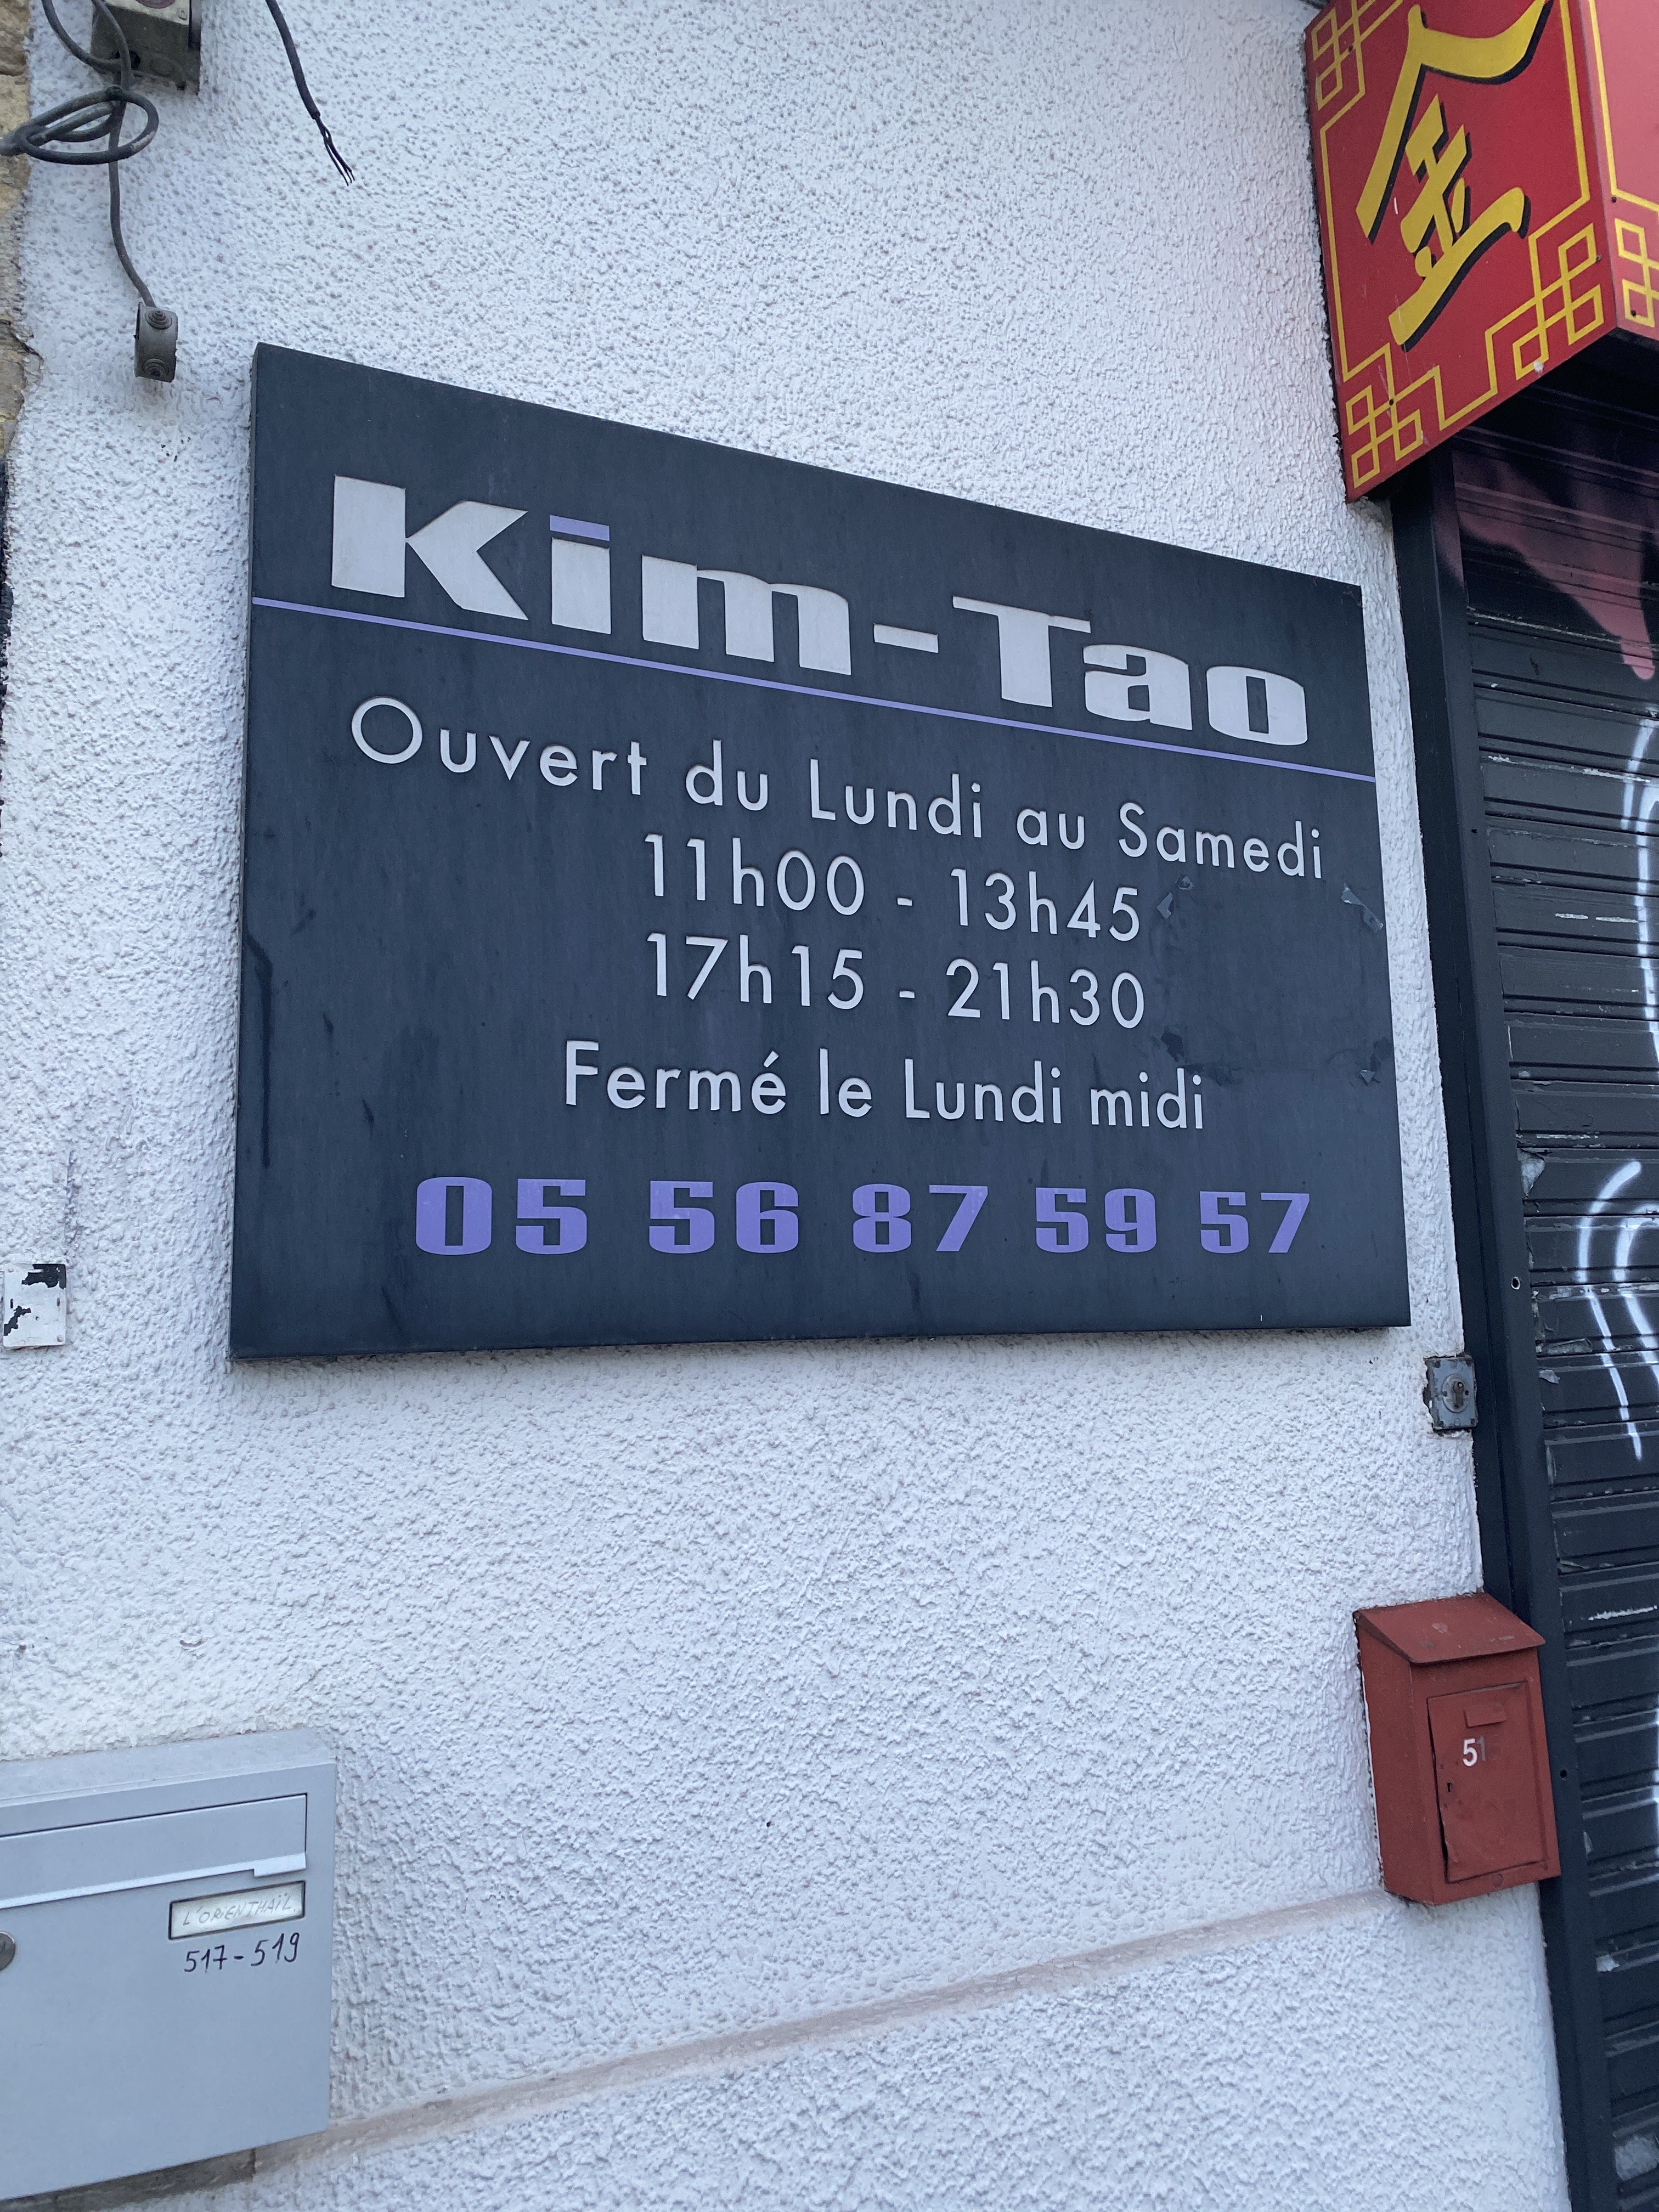 金
Kim-Tao
Ouvert du Lundi au Samedi
11h00 - 13h45
17h15 - 21h30
Fermé le Lundi midi
05 56 87 59 57
51
L'ORIENTHAÏL
517-519